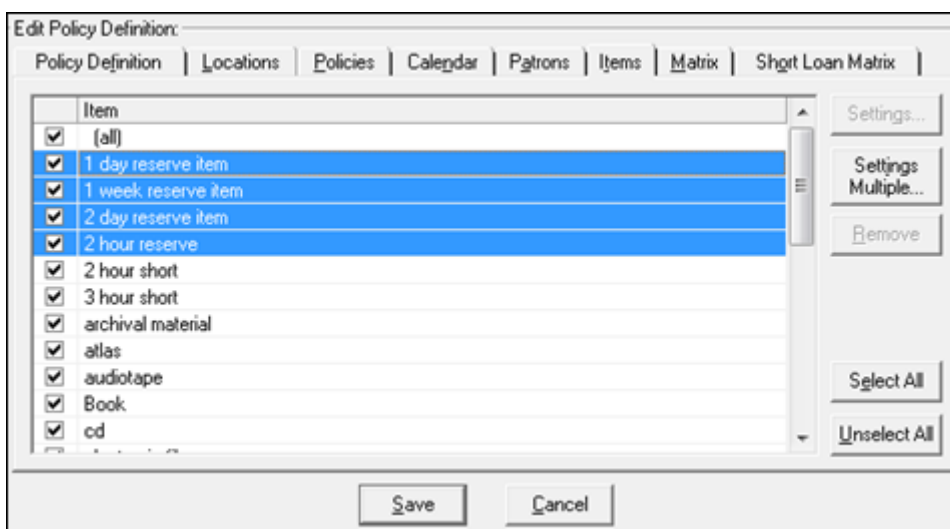 Edit Policy Definition:
Policy Definition Locations Policies Calendar Patrons Items Matrix Short Loan Matrix
Item
(all)
1 day reserve item
1 week reserve item
2 day reserve item
2 hour reserve
2 hour short
3 hour short
archival material
atlas
audiotape
Book
cd
Settings...
Settings
Multiple...
Remove
Select All
Unselect All
Save Cancel